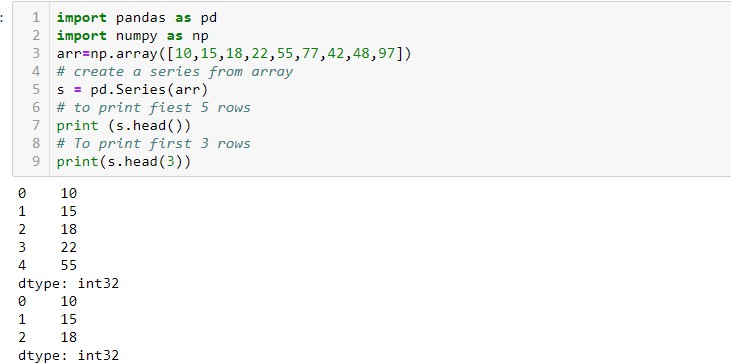 :
1 import pandas as pd
2 import numpy as np
3 arr=np.array([10,15,18,22,55,77,42,48,97])
4 # create a series from array
5 s = pd.Series(arr)
6 # to print fiest 5 rows
7 print (s.head())
8 # To print first 3 rows
9 print(s.head(3))
0    10
1    15
2    18
3    22
4    55
dtype: int32
0    10
1    15
2    18
dtype: int32